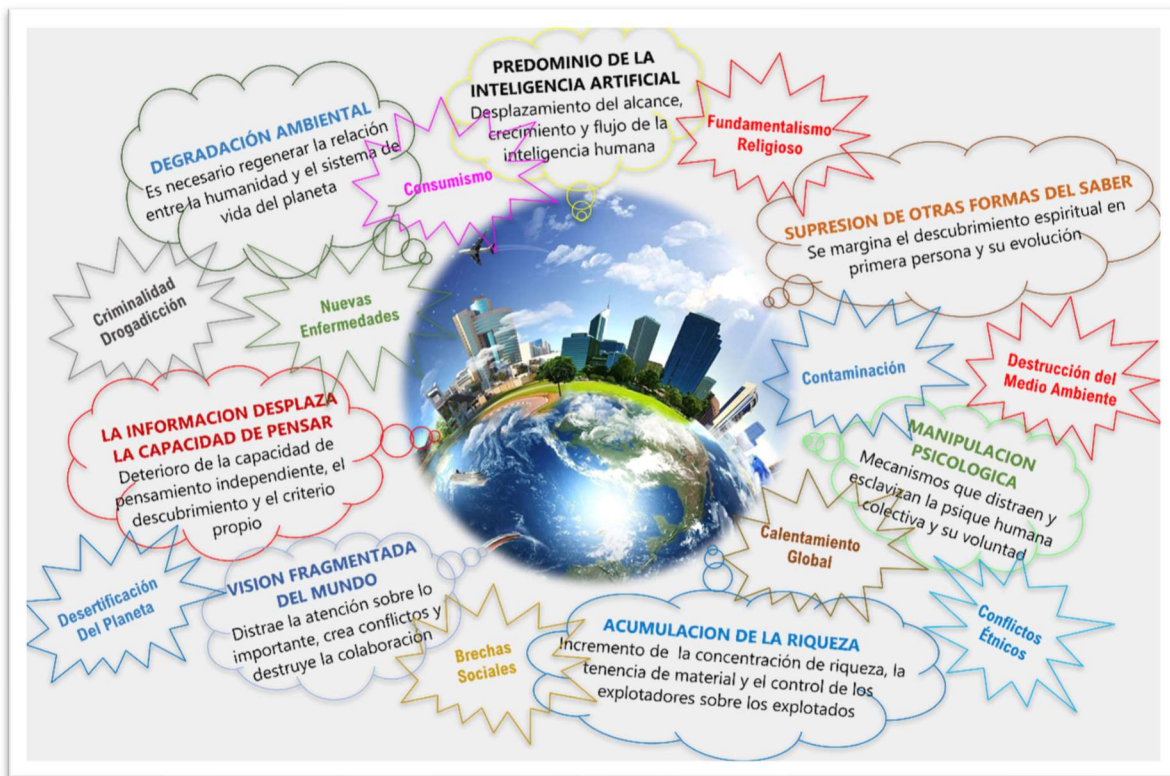 PREDOMINIO DE LA
INTELIGENCIA ARTIFICIAL
Desplazamiento del alcance,
crecimiento y flujo de la
inteligencia humana
DEGRADACIÓN AMBIENTAL
Es necesario regenerar la relación
entre la humanidad y el sistema de
vida del planeta
Consumismo
Fundamentalismo
Religioso
SUPRESION DE OTRAS FORMAS DEL SABER
Se margina el descubrimiento espiritual en
primera persona y su evolución
Criminalidad
Drogadicción
Nuevas
Enfermedades
Contaminación
Destrucción del
Medio Ambiente
LA INFORMACION DESPLAZA
LA CAPACIDAD DE PENSAR
Deterioro de la capacidad de
pensamiento independiente, el
descubrimiento y el criterio
propio
MANIPULACION
PSICOLOGICA
Mecanismos que distraen y
esclavizan la psique humana
colectiva y su voluntad
Calentamiento
Global
Desertificación
Del Planeta
VISION FRAGMENTADA
DEL MUNDO
Distrae la atención sobre lo
importante, crea conflictos y
destruye la colaboración
Brechas
Sociales
ACUMULACION DE LA RIQUEZA
Incremento de la concentración de riqueza, la
tenencia de material y el control de los
explotadores sobre los explotados
Conflictos
Étnicos